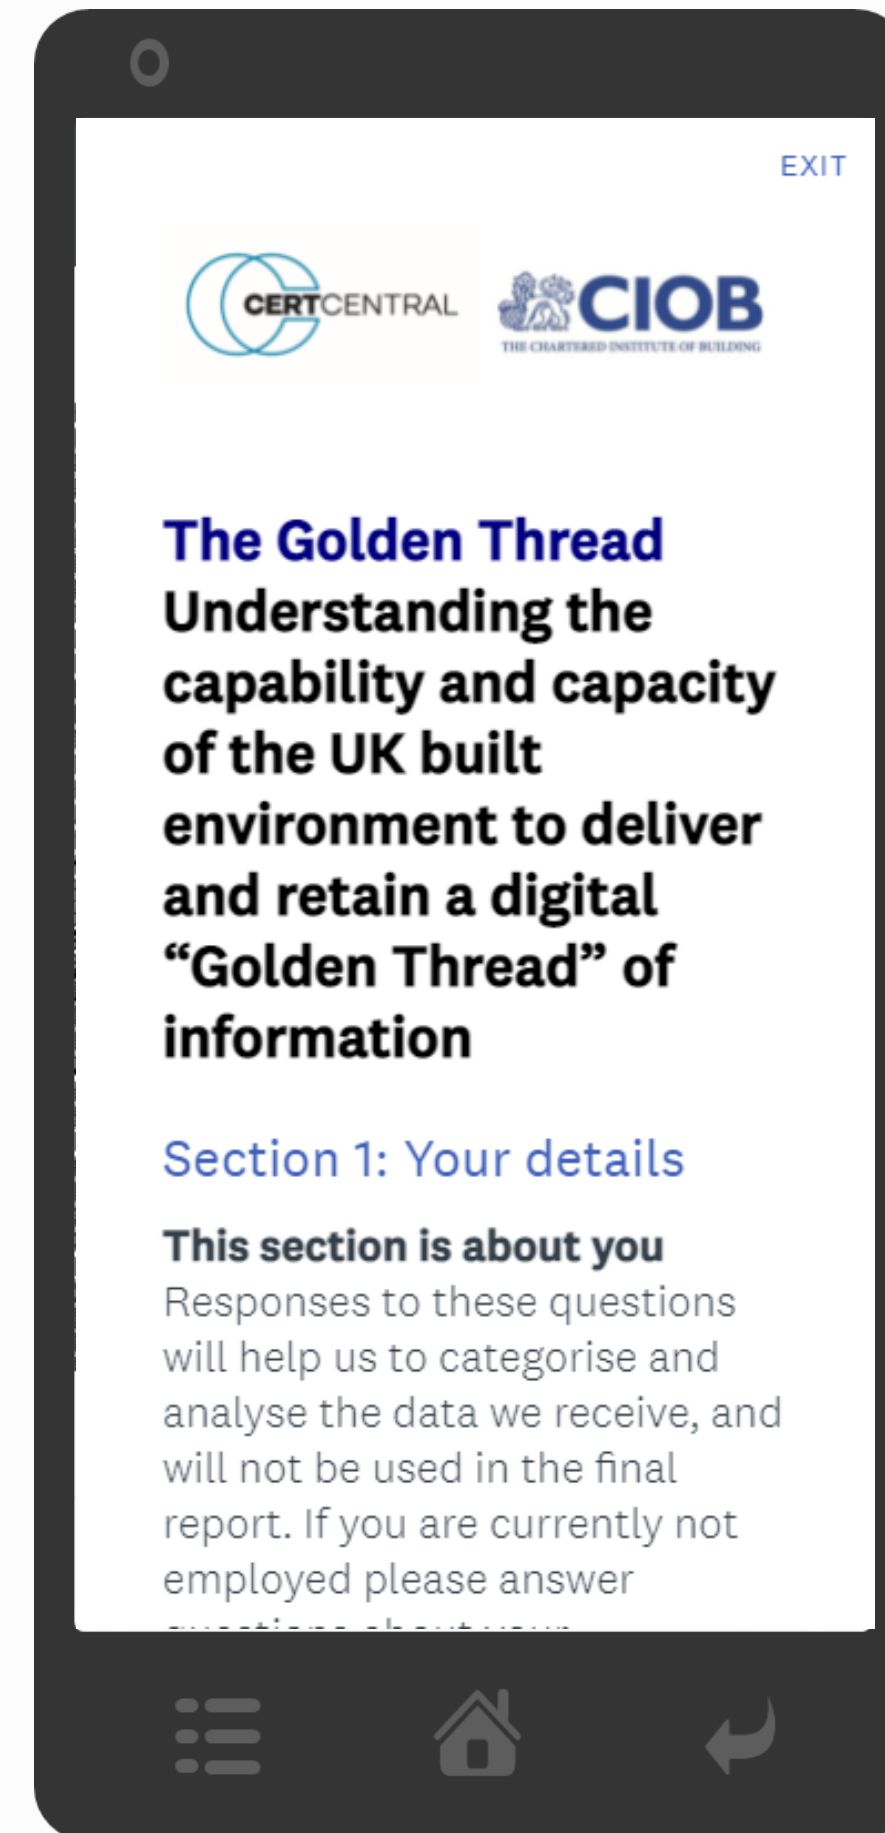 EXIT
CERTCENTRAL
CIOB
THE CHARTERED INSTITUTE OF BUILDING
The Golden Thread
Understanding the
capability and capacity
of the UK built
environment to deliver
and retain a digital
“Golden Thread” of
information
Section 1: Your details
This section is about you
Responses to these questions
will help us to categorise and
analyse the data we receive, and
will not be used in the final
report. If you are currently not
employed please answer